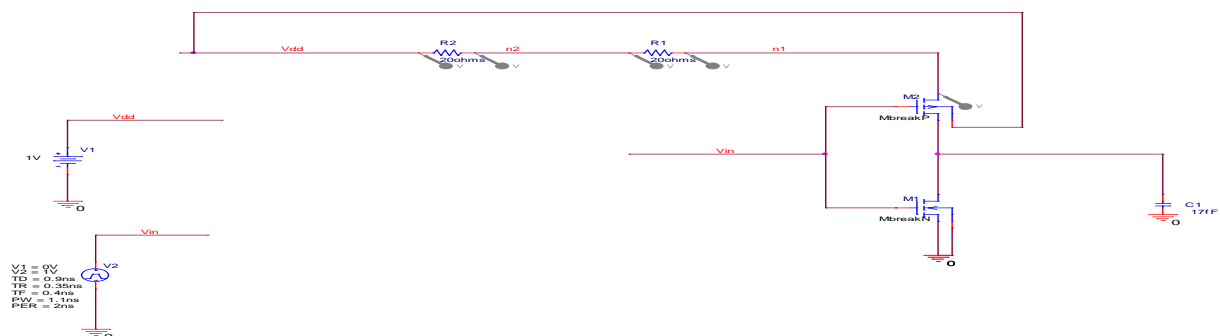 R2
R1
Vdd
n2
n1
20ohms
20ohms
V
V
V
V
M2
V
Vdd
MbreakP
V1
1V
Vin
0
M1
C1
17fF
MbreakN
0
Vin
0
V2
V1 = 0V
V2 = 1V
TD = 0.9ns
TR = 0.35ns
TF = 0.4ns
PW = 1.1ns
PER = 2ns
0